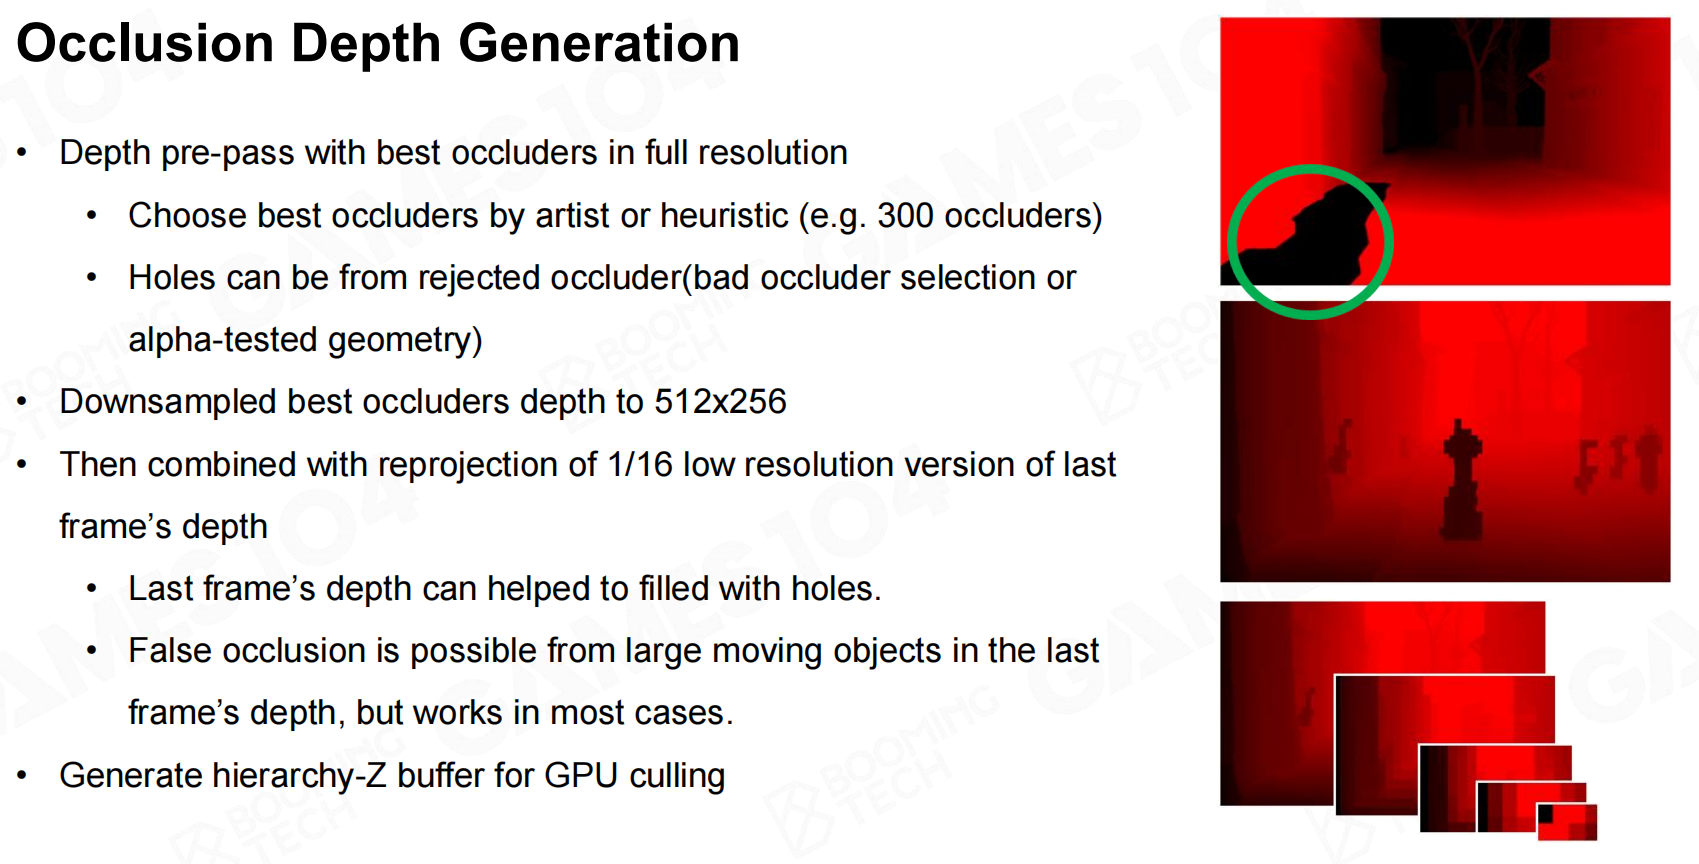 Occlusion Depth Generation
• Depth pre-pass with best occluders in full resolution
• Choose best occluders by artist or heuristic (e.g. 300 occluders)
• Holes can be from rejected occluder(bad occluder selection or
alpha-tested geometry)
• Downsampled best occluders depth to 512x256
• Then combined with reprojection of 1/16 low resolution version of last
frame's depth
• Last frame's depth can helped to filled with holes.
• False occlusion is possible from large moving objects in the last
frame's depth, but works in most cases.
• Generate hierarchy-Z buffer for GPU culling
GAMES104
BOOMING
TECH